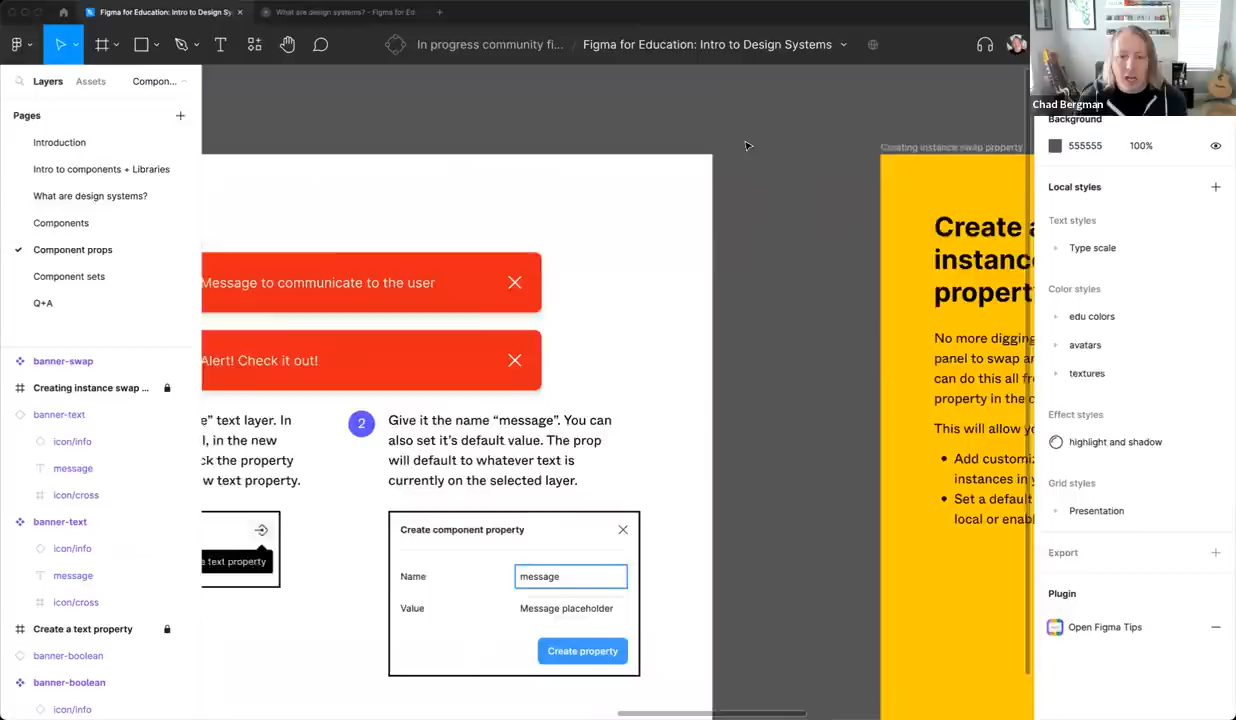 Figma for Education: Intro to Design Sy...
What are design systems? - Figma for Ed
In progress community fi...
/
Figma for Education: Intro to Design Systems
Chad Bergman
Layers
Assets
Compon...
Pages
Introduction
Intro to components + Libraries
What are design systems?
Components
Component props
Component sets
Q+A
banner-swap
Creating instance swap ...
banner-text
icon/info
message
icon/cross
banner-text
icon/info
message
icon/cross
Create a text property
banner-boolean
banner-boolean
icon/info
Message to communicate to the user
Alert! Check it out!
e" text layer. In
l, in the new
ck the property
w text property.
e text property
2
Give it the name "message". You can
also set it's default value. The prop
will default to whatever text is
currently on the selected layer.
Create component property
Name
message
Value
Message placeholder
Create property
Creating instance swap property
Create a
instanc
propert
No more digging
panel to swap an
can do this all fr
property in the c
This will allow yo
Add customiz
instances in y
Set a default
local or enabl
Background
555555
100%
Local styles
Text styles
Type scale
Color styles
edu colors
avatars
textures
Effect styles
highlight and shadow
Grid styles
Presentation
Export
Plugin
Open Figma Tips